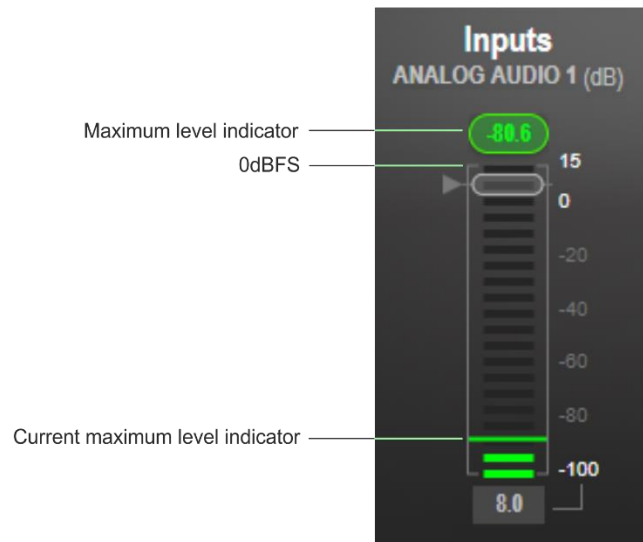 Inputs
ANALOG AUDIO 1 (dB)
Maximum level indicator
-80.6
0dBFS
15
0
-20
-40
-60
-80
Current maximum level indicator
-100
8.0